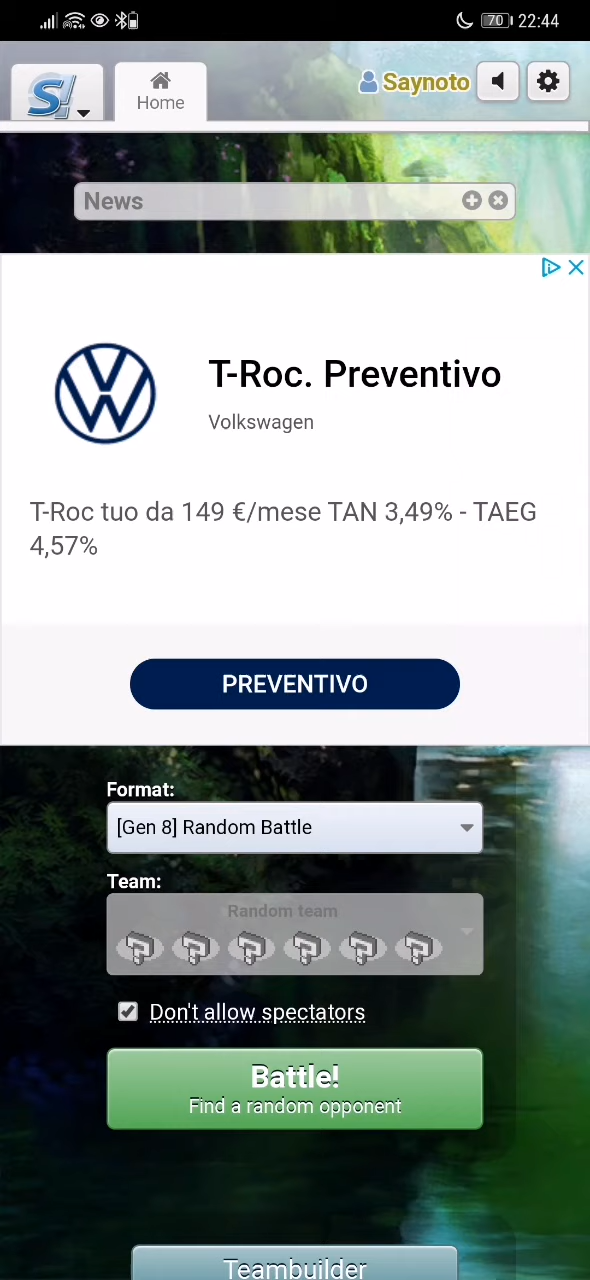 70 22:44
S!
Home
Saynoto
News
T-Roc. Preventivo
Volkswagen
T-Roc tuo da 149 €/mese TAN 3,49% - TAEG
4,57%
PREVENTIVO
Format:
[Gen 8] Random Battle
Team:
Random team
Don't allow spectators
Battle!
Find a random opponent
Teambuilder